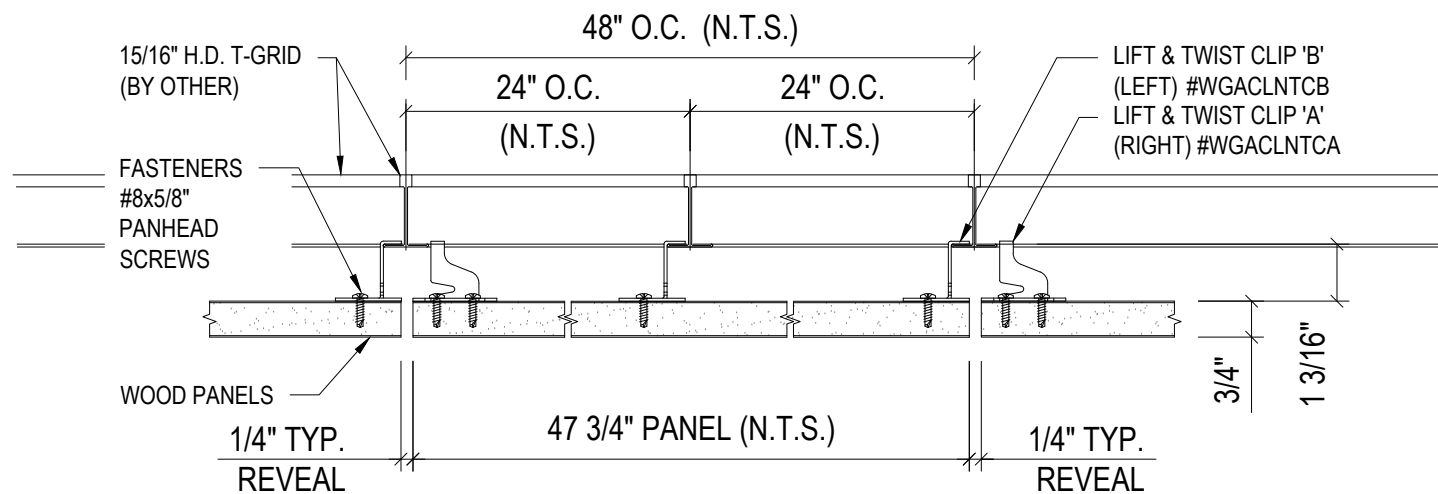 48" O.C. (N.T.S.)
15/16" H.D. T-GRID
(BY OTHER)
24" O.C.
(N.T.S.)
24" O.C.
(N.T.S.)
LIFT & TWIST CLIP 'B'
(LEFT) #WGACLNTCB
LIFT & TWIST CLIP 'A'
(RIGHT) #WGACLNTCA
FASTENERS
#8x5/8"
PANHEAD
SCREWS
WOOD PANELS
3/4"
1 3/16"
1/4" TYP.
REVEAL
47 3/4" PANEL (N.T.S.)
1/4" TYP.
REVEAL